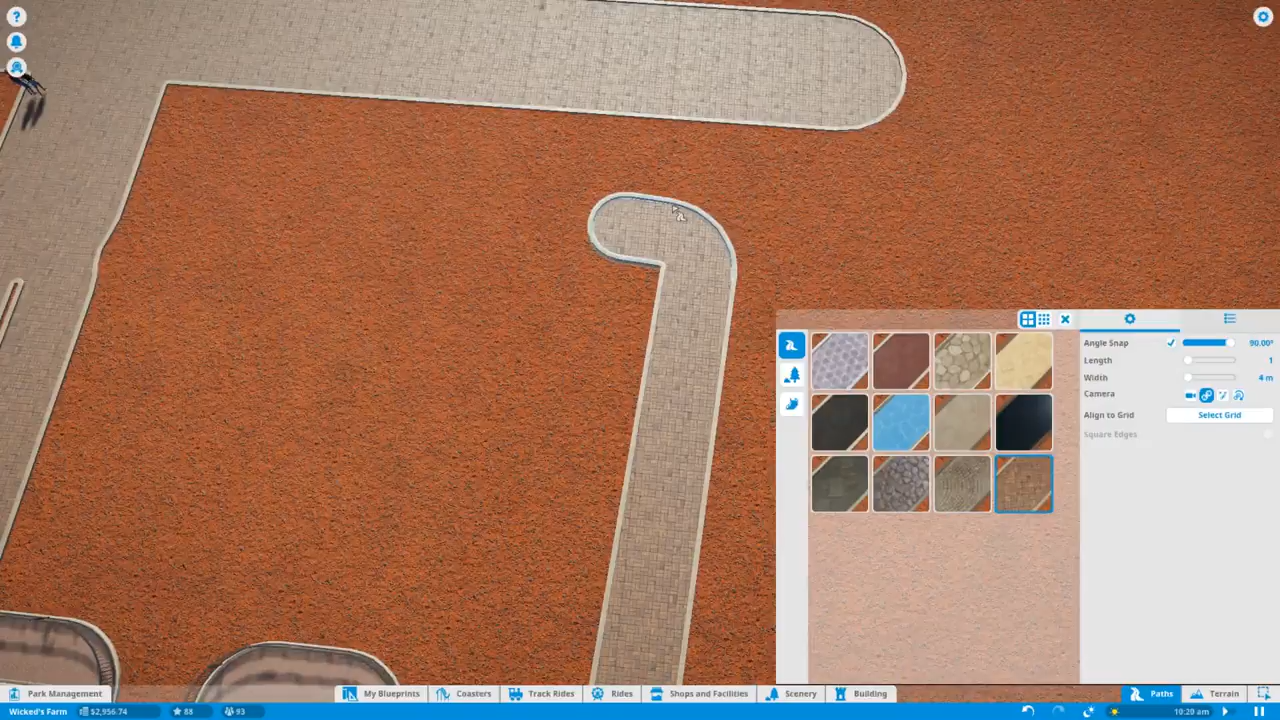 ?
Angle Snap 90.00°
Length 1
Width 4 m
Camera
Align to Grid Select Grid
Square Edges
Park Management My Blueprints Coasters Track Rides Rides Shops and Facilities Scenery Building Paths Terrain
Wicked's Farm $2,956.74 88 93 10:20 am